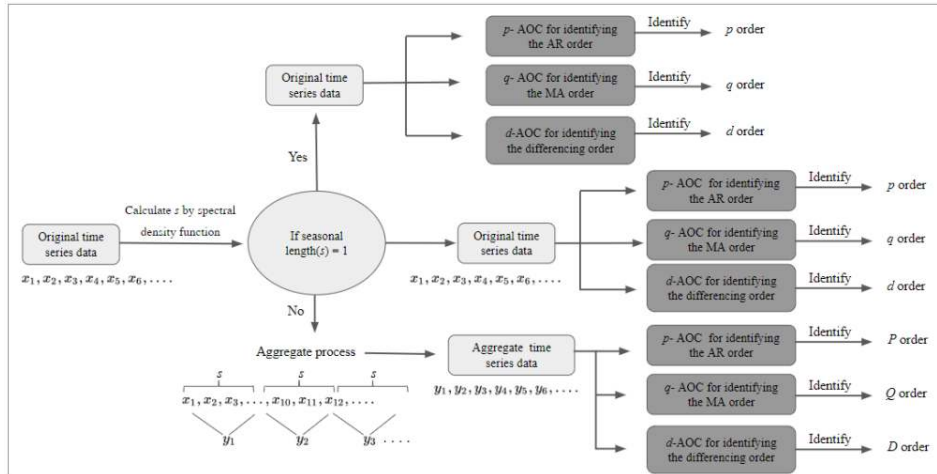 p- AOC for identifying
the AR order
Identify
p order
Original time
series data
q- AOC for identifying
the MA order
Identify
q order
d-AOC for identifying
the differencing order
Identify
d order
Yes
Original time
series data
x1, x2, x3, x4, x5, x6, ....
Calculate s by spectral
density function
If seasonal
length(s) = 1
Original time
series data
x1, x2, x3, x4, x5, x6, ....
p- AOC for identifying
the AR order
Identify
p order
q- AOC for identifying
the MA order
Identify
q order
d-AOC for identifying
the differencing order
Identify
d order
No
Aggregate process
s s s
x1, x2, x3, ..., x10, x11, x12, ....
y1 y2 y3 ....
Aggregate time
series data
y1, y2, y3, y4, y5, y6, ....
p- AOC for identifying
the AR order
Identify
P order
q- AOC for identifying
the MA order
Identify
Q order
d-AOC for identifying
the differencing order
Identify
D order